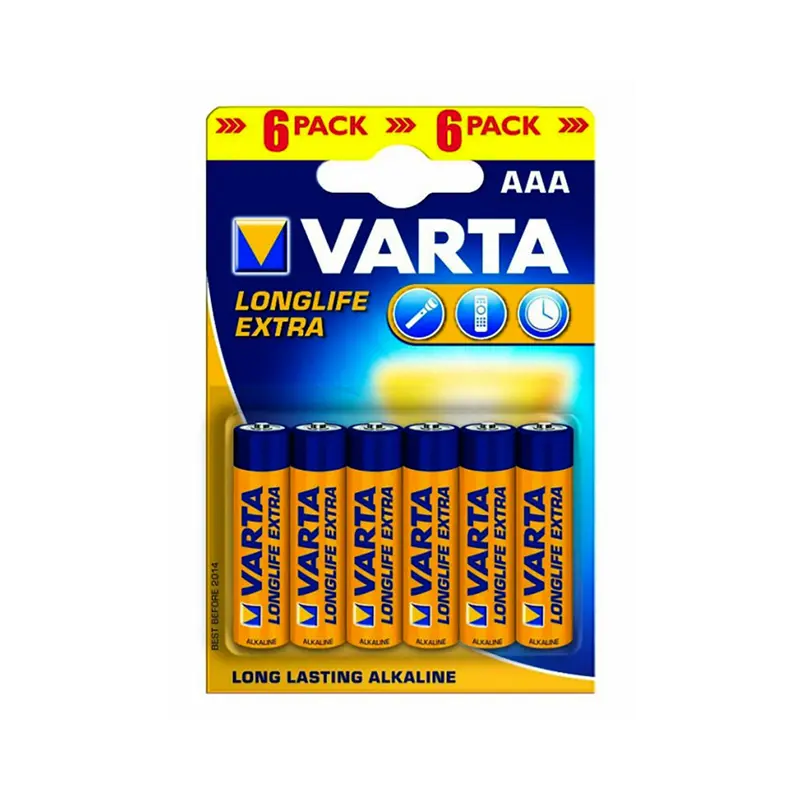 >>> 6 PACK >>> 6 PACK >>>
AAA
VARTA
LONGLIFE
EXTRA
VARTA
LONGLIFE EXTRA
ALKALINE
VARTA
LONGLIFE EXTRA
ALKALINE
VARTA
LONGLIFE EXTRA
ALKALINE
VARTA
LONGLIFE EXTRA
ALKALINE
VARTA
LONGLIFE EXTRA
ALKALINE
VARTA
LONGLIFE EXTRA
ALKALINE
BEST BEFORE 2014
LONG LASTING ALKALINE